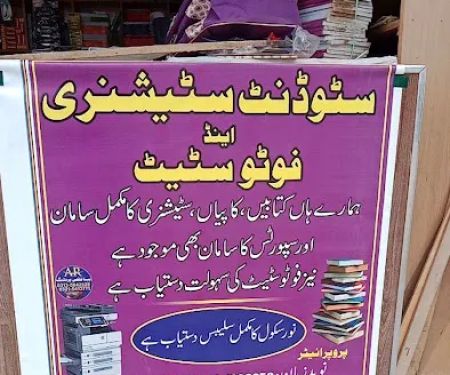 سٹوڈنٹ سٹیشنری
اینڈ
فوٹو سٹیٹ
ہمارے ہاں کتابیں، کاپیاں، سٹیشنری کا مکمل سامان
اور سپورٹس کا سامان بھی موجود ہے
نیز فوٹو سٹیٹ کی سہولت دستیاب ہے
AR
نور سکول کا مکمل سلیبس دستیاب ہے
پروپرائیٹر